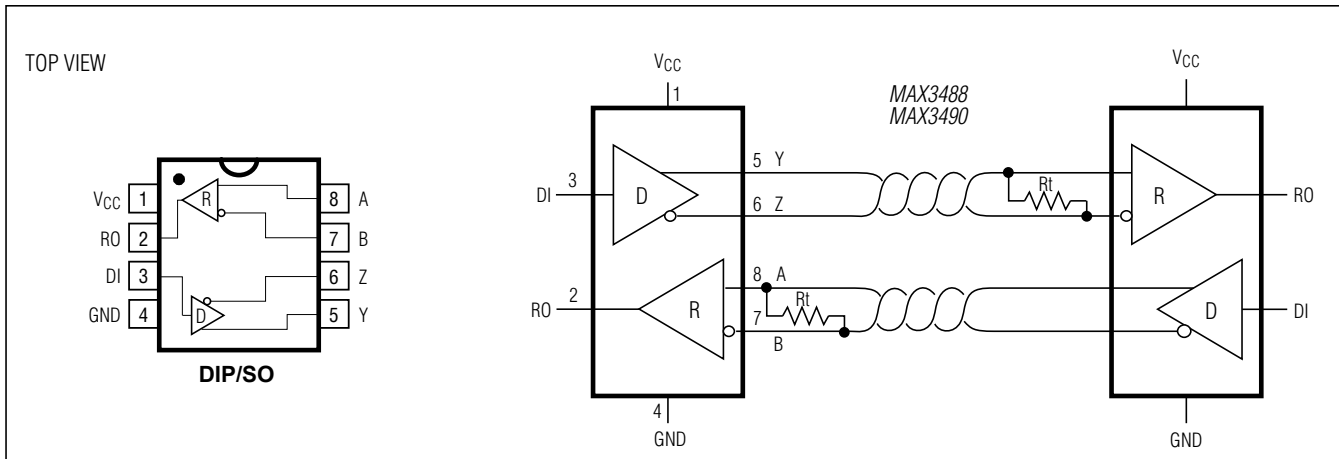 TOP VIEW
VCC 1
RO 2
DI 3
GND 4
8 A
7 B
6 Z
5 Y
R
D
DIP/SO
VCC
1
MAX3488
MAX3490
VCC
DI 3
D
5 Y
6 Z
Rt
R
RO
RO 2
R
8 A
Rt
7
B
D
DI
4
GND
GND